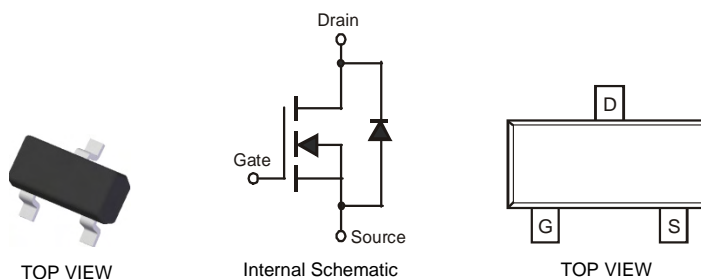 Drain
D
Gate
G
S
Source
TOP VIEW
Internal Schematic
TOP VIEW